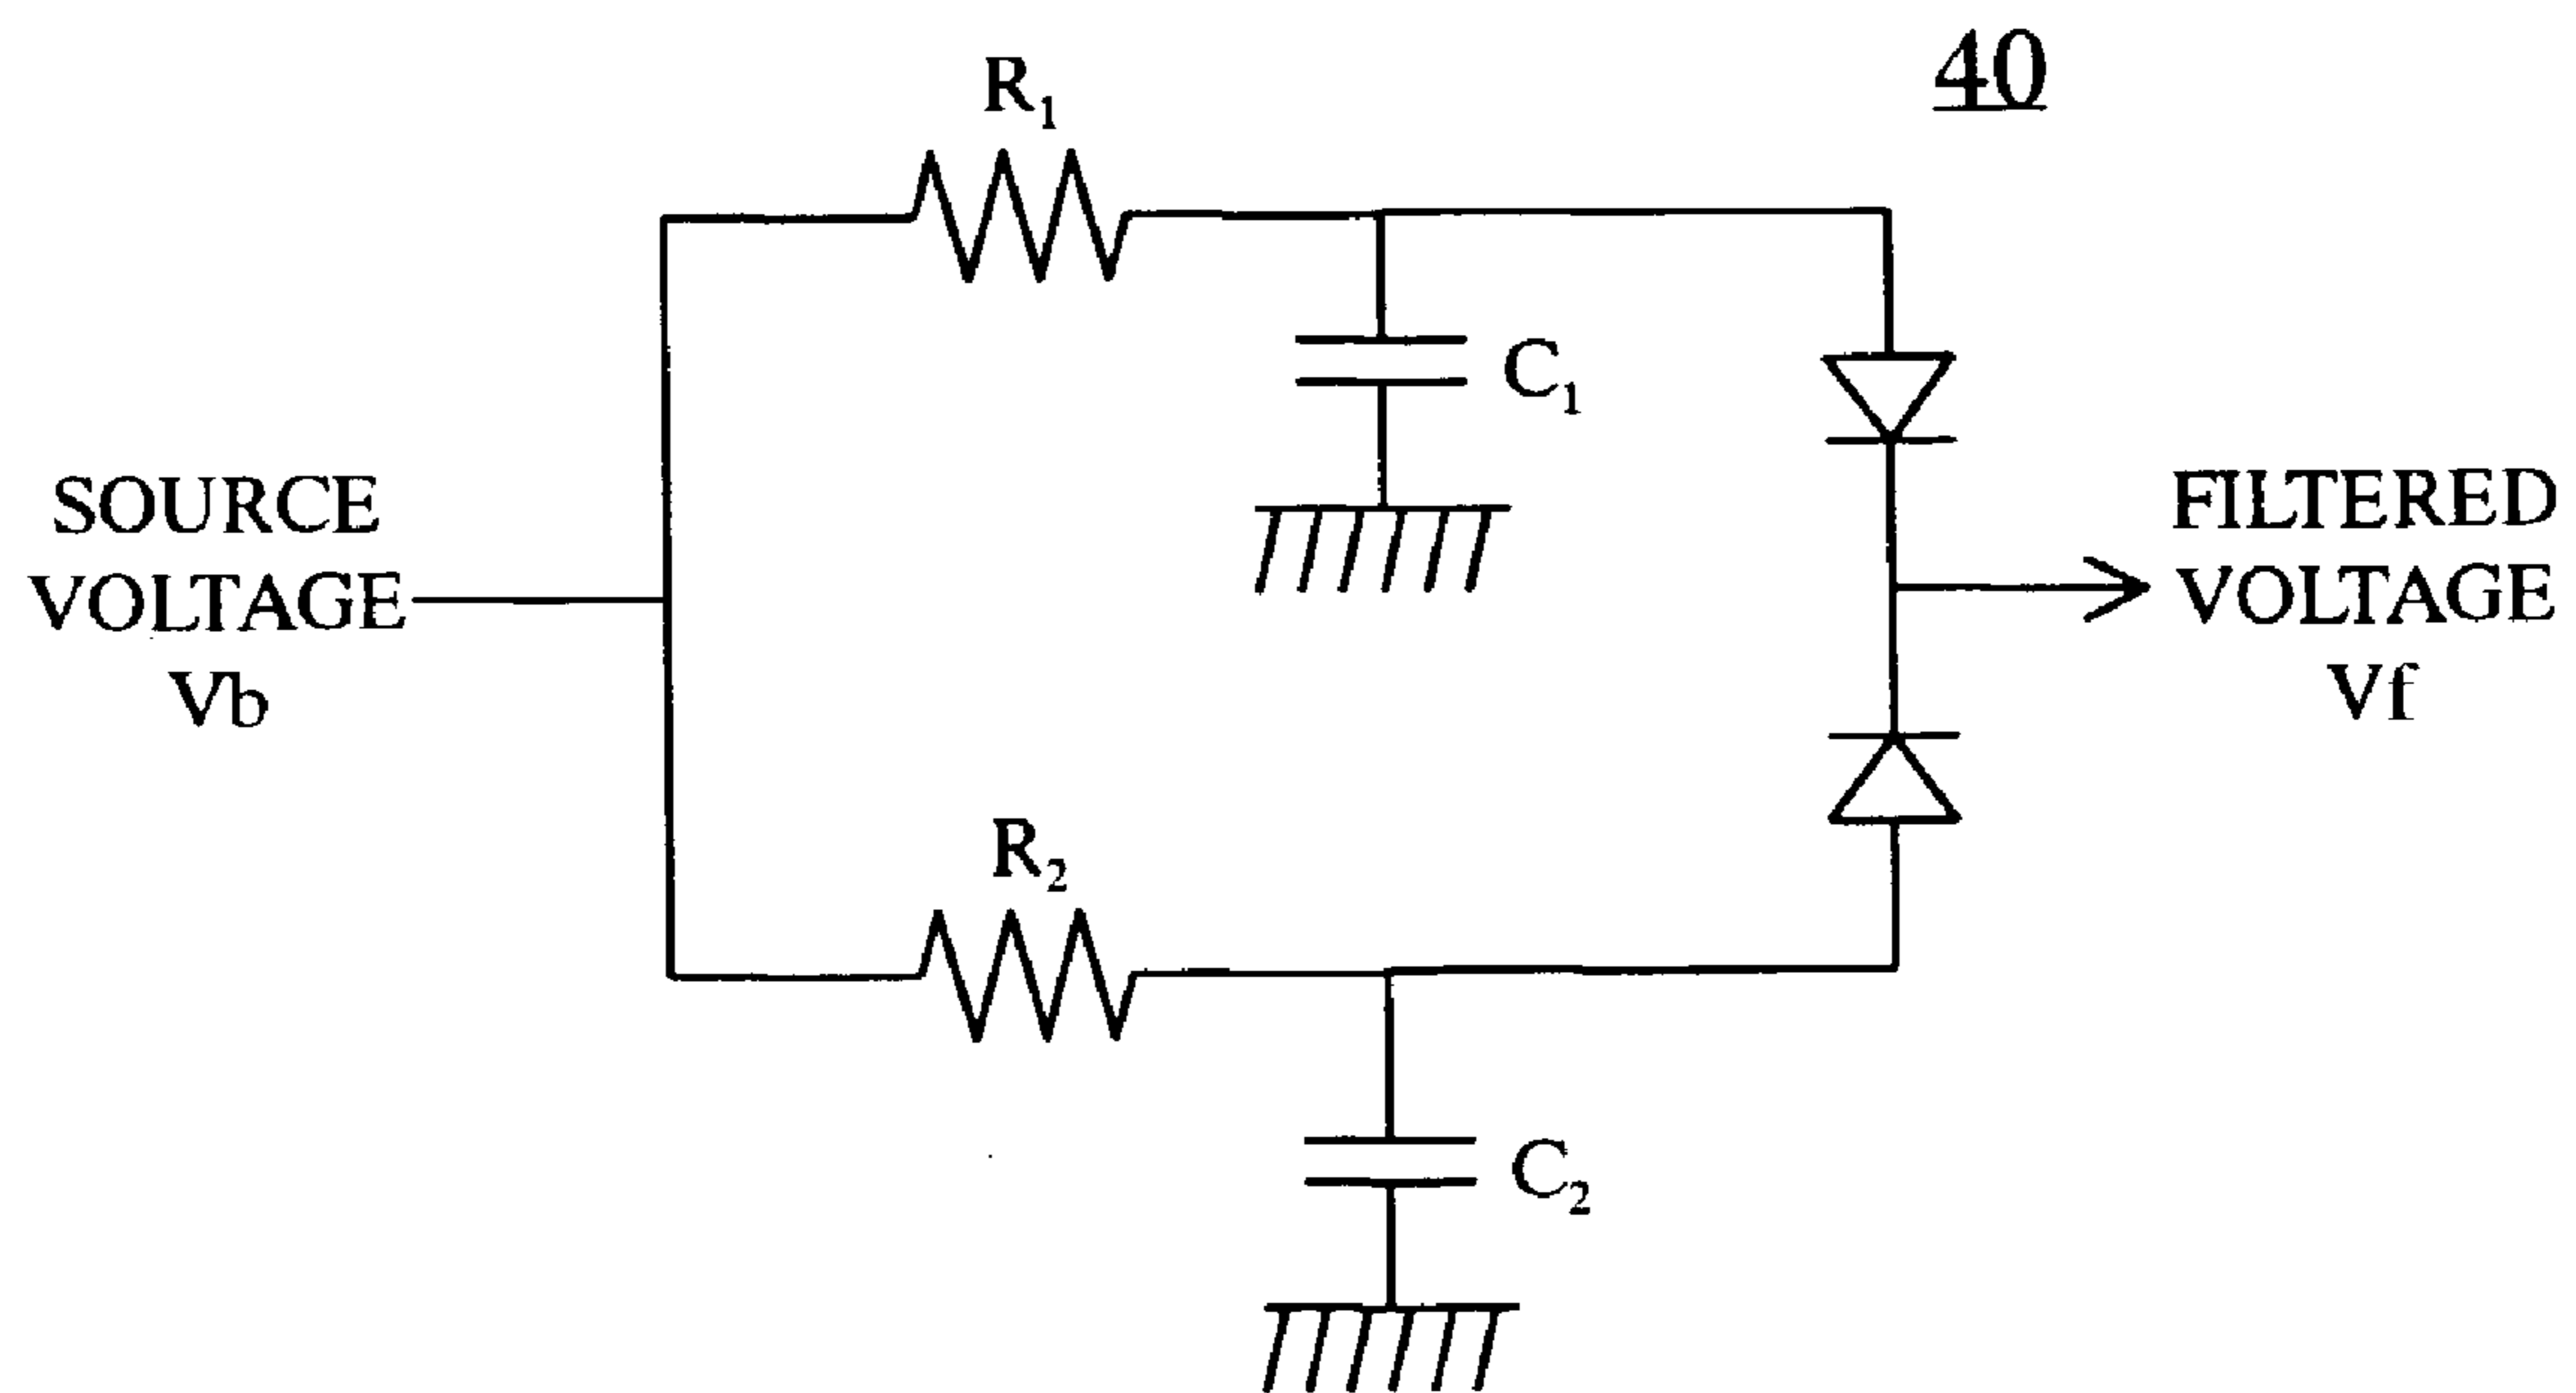 40
R₁
C₁
SOURCE
VOLTAGE
Vb
FILTERED
VOLTAGE
Vf
R₂
C₂